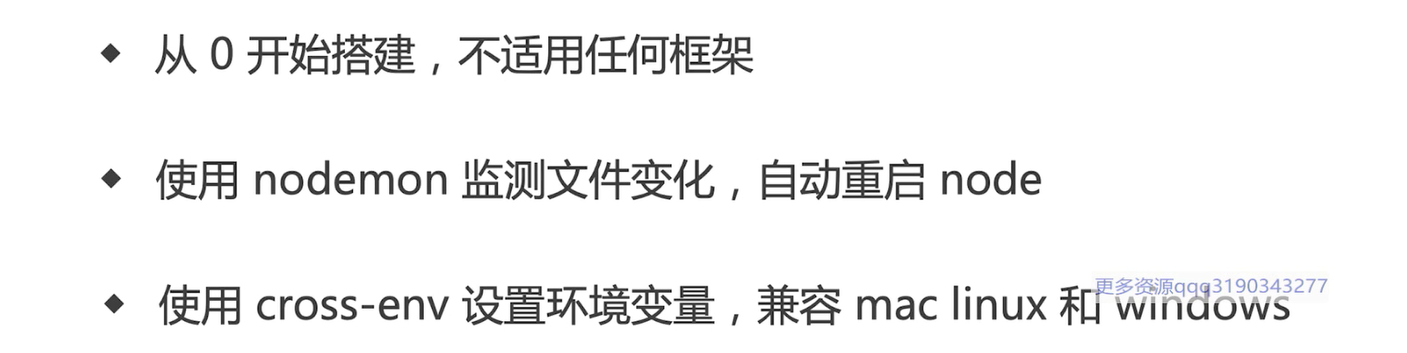 ◆ 从 0 开始搭建，不适用任何框架
◆ 使用 nodemon 监测文件变化，自动重启 node
更多资源qqq3190343277
◆ 使用 cross-env 设置环境变量，兼容 mac linux 和 windows